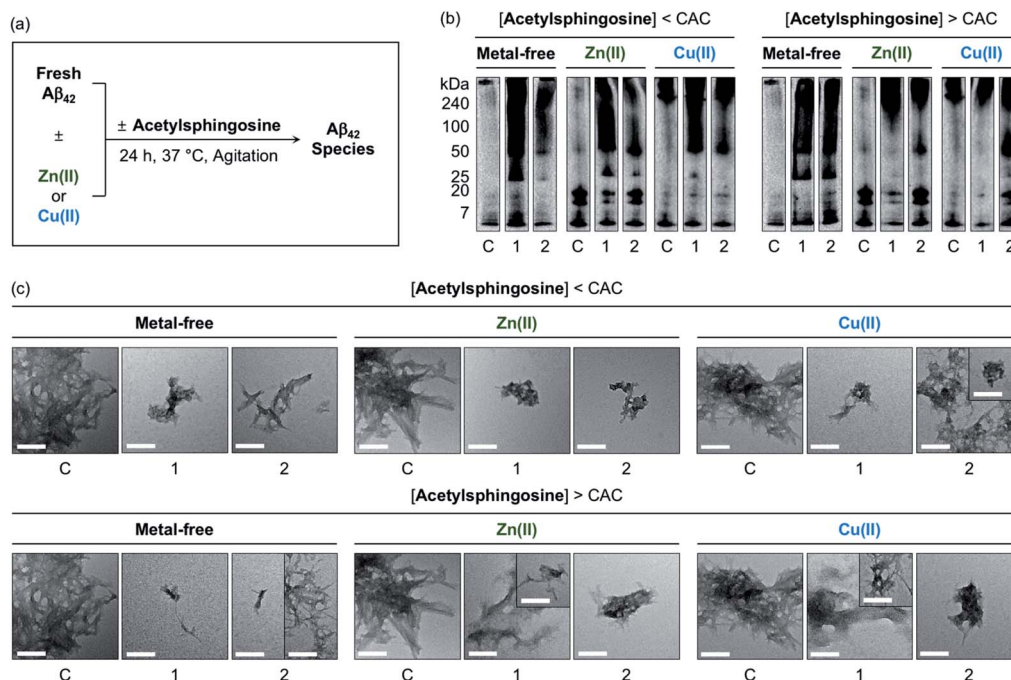 (a)
Fresh
Aβ42
±
Zn(II)
or
Cu(II)
± Acetylsphingosine
24 h, 37 °C, Agitation
Aβ42
Species
(b)
[Acetylsphingosine] < CAC
[Acetylsphingosine] > CAC
Metal-free Zn(II) Cu(II)
Metal-free Zn(II) Cu(II)
kDa
240
100
50
25
20
7
C 1 2 C 1 2 C 1 2
C 1 2 C 1 2 C 1 2
(c)
[Acetylsphingosine] < CAC
Metal-free Zn(II) Cu(II)
C 1 2 C 1 2 C 1 2
[Acetylsphingosine] > CAC
Metal-free Zn(II) Cu(II)
C 1 2 C 1 2 C 1 2